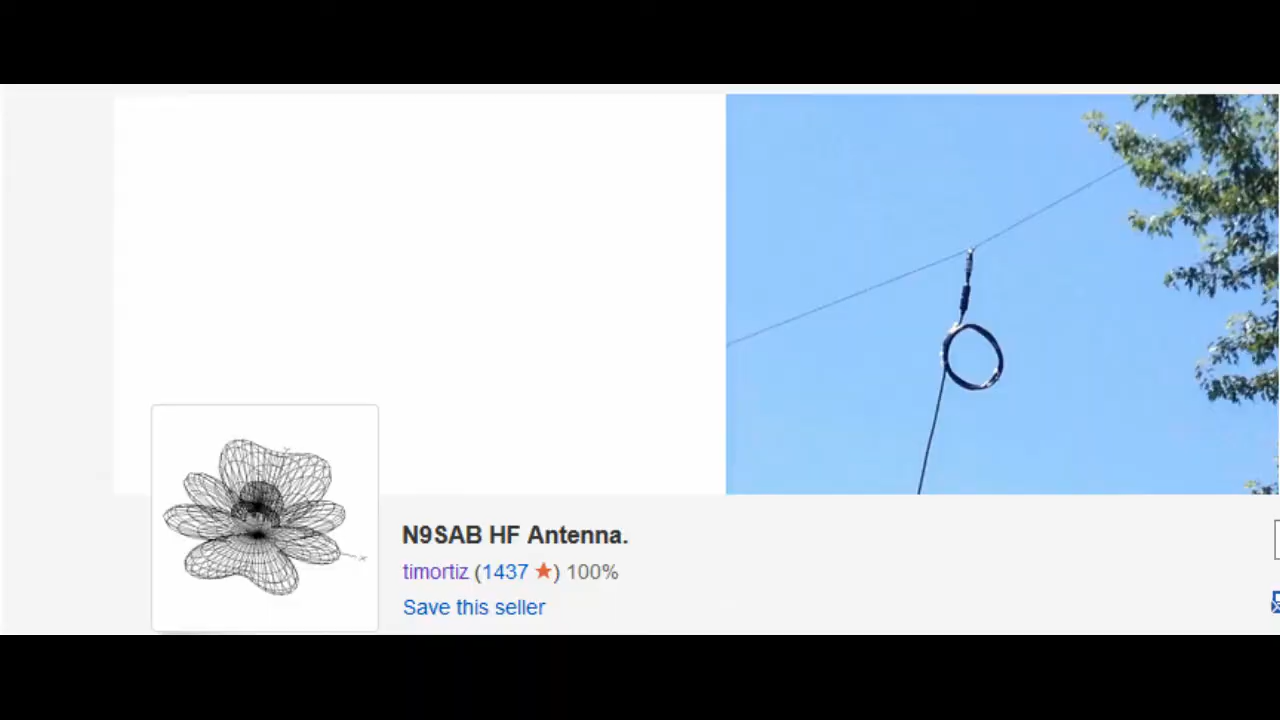 N9SAB HF Antenna.
timortiz (1437 ★) 100%
Save this seller